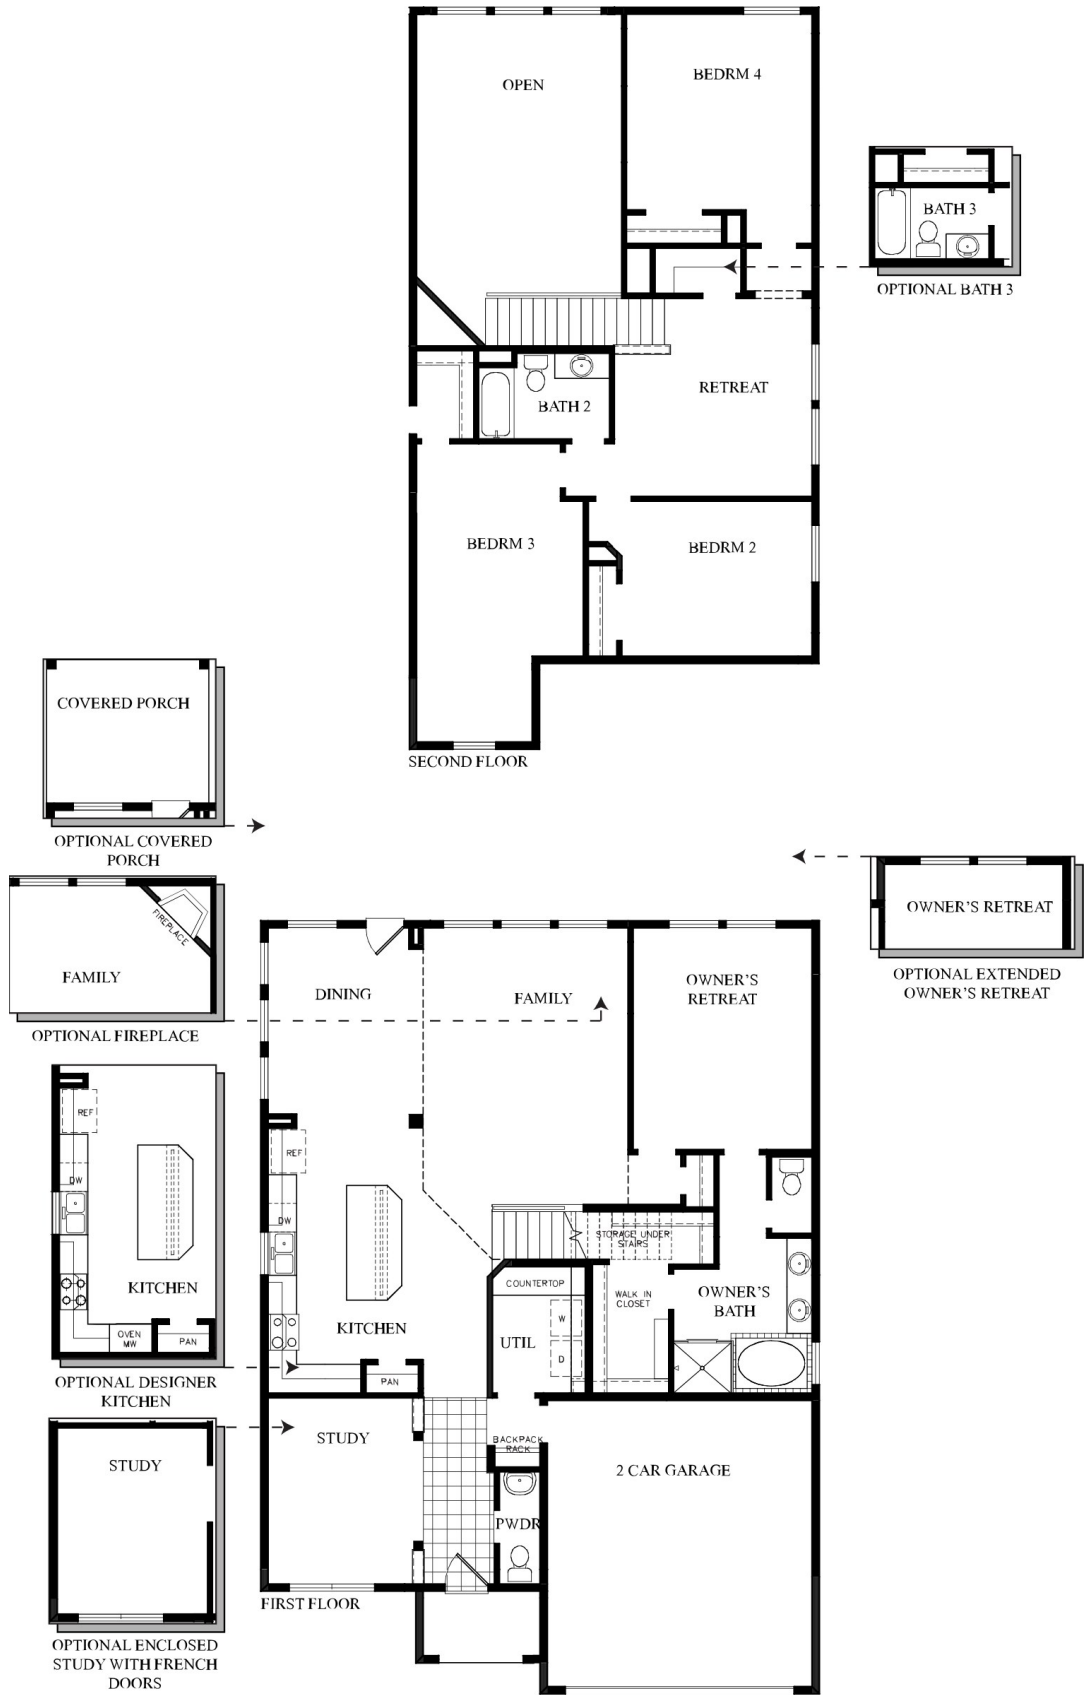 OPEN
BEDRM 4
BATH 3
OPTIONAL BATH 3
RETREAT
BATH 2
BEDRM 3
BEDRM 2
SECOND FLOOR
COVERED PORCH
OPTIONAL COVERED
PORCH
FIREPLACE
FAMILY
OPTIONAL FIREPLACE
OWNER'S RETREAT
OPTIONAL EXTENDED
OWNER'S RETREAT
REF
DW
KITCHEN
OVEN
MW
PAN
OPTIONAL DESIGNER
KITCHEN
STUDY
OPTIONAL ENCLOSED
STUDY WITH FRENCH
DOORS
DINING
FAMILY
OWNER'S
RETREAT
REF
DW
KITCHEN
PAN
STORAGE UNDER
STAIRS
COUNTERTOP
W
D
UTIL
WALK IN
CLOSET
OWNER'S
BATH
STUDY
BACKPACK
RACK
PWDR
2 CAR GARAGE
FIRST FLOOR